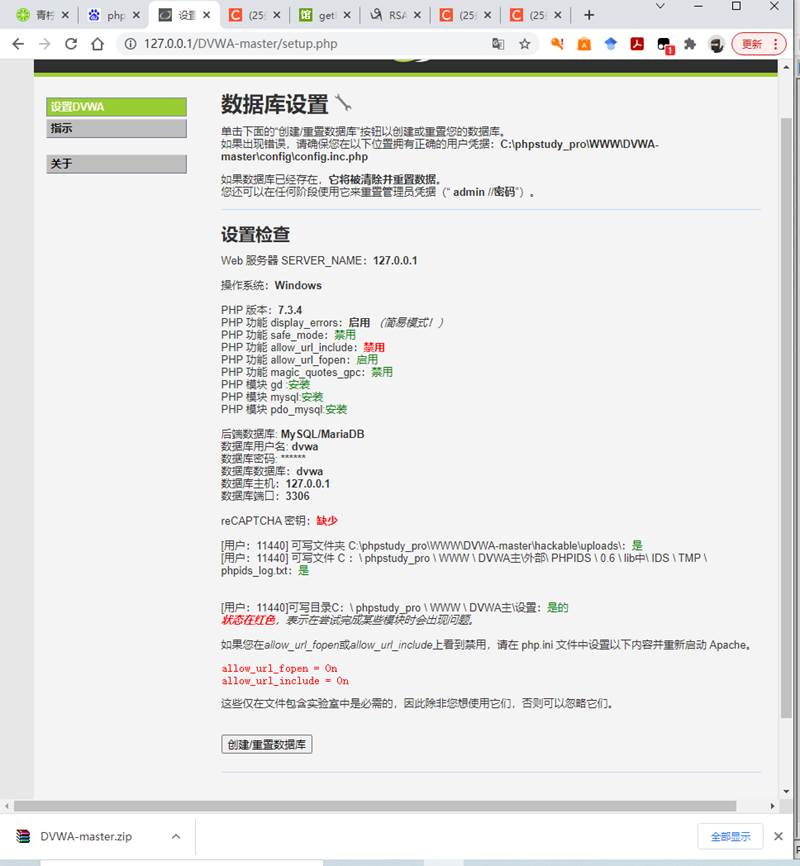 青柠
php
设置
(25
get
RSA
(25
(25
127.0.0.1/DVWA-master/setup.php
1
更新
设置DVWA
指示
关于
数据库设置
单击下面的“创建/重置数据库”按钮以创建或重置您的数据库。
如果出现错误，请确保您在以下位置拥有正确的用户凭据：C:\phpstudy_pro\WWW\DVWA-
master\config\config.inc.php
如果数据库已经存在，它将被清除并重置数据。
您还可以在任何阶段使用它来重置管理员凭据（“ admin //密码”）。
设置检查
Web 服务器 SERVER_NAME：127.0.0.1
操作系统：Windows
PHP 版本：7.3.4
PHP 功能 display_errors：启用 （简易模式！）
PHP 功能 safe_mode：禁用
PHP 功能 allow_url_include：禁用
PHP 功能 allow_url_fopen：启用
PHP 功能 magic_quotes_gpc：禁用
PHP 模块 gd :安装
PHP 模块 mysql:安装
PHP 模块 pdo_mysql:安装
后端数据库: MySQL/MariaDB
数据库用户名: dvwa
数据库密码: ******
数据库数据库：dvwa
数据库主机：127.0.0.1
数据库端口：3306
reCAPTCHA 密钥：缺少
[用户：11440] 可写文件夹 C:\phpstudy_pro\WWW\DVWA-master\hackable\uploads\：是
[用户：11440] 可写文件 C ：\ phpstudy_pro \ WWW \ DVWA主\外部\ PHPIDS \ 0.6 \ lib中\ IDS \ TMP \
phpids_log.txt：是
[用户：11440]可写目录C：\ phpstudy_pro \ WWW \ DVWA主\设置：是的
状态在红色，表示在尝试完成某些模块时会出现问题。
如果您在allow_url_fopen或allow_url_include上看到禁用，请在 php.ini 文件中设置以下内容并重新启动 Apache。
allow_url_fopen = On
allow_url_include = On
这些仅在文件包含实验室中是必需的，因此除非您想使用它们，否则可以忽略它们。
创建/重置数据库
DVWA-master.zip
全部显示